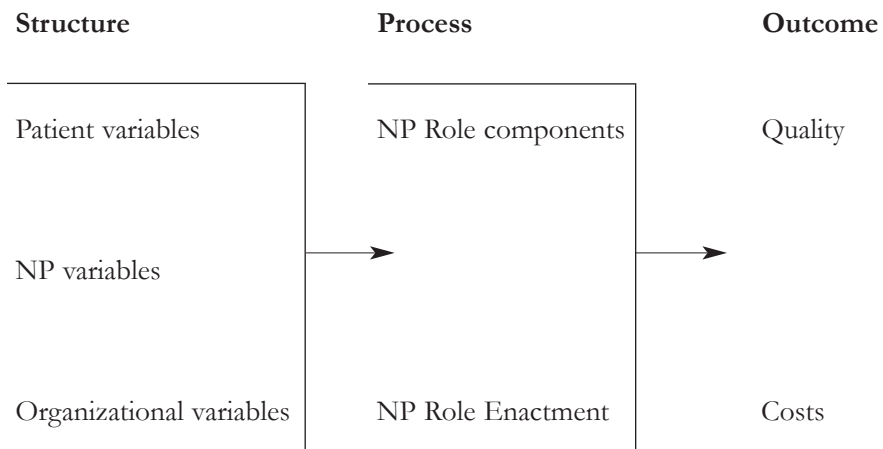 Structure Process Outcome
Patient variables NP Role components Quality
NP variables
Organizational variables NP Role Enactment Costs